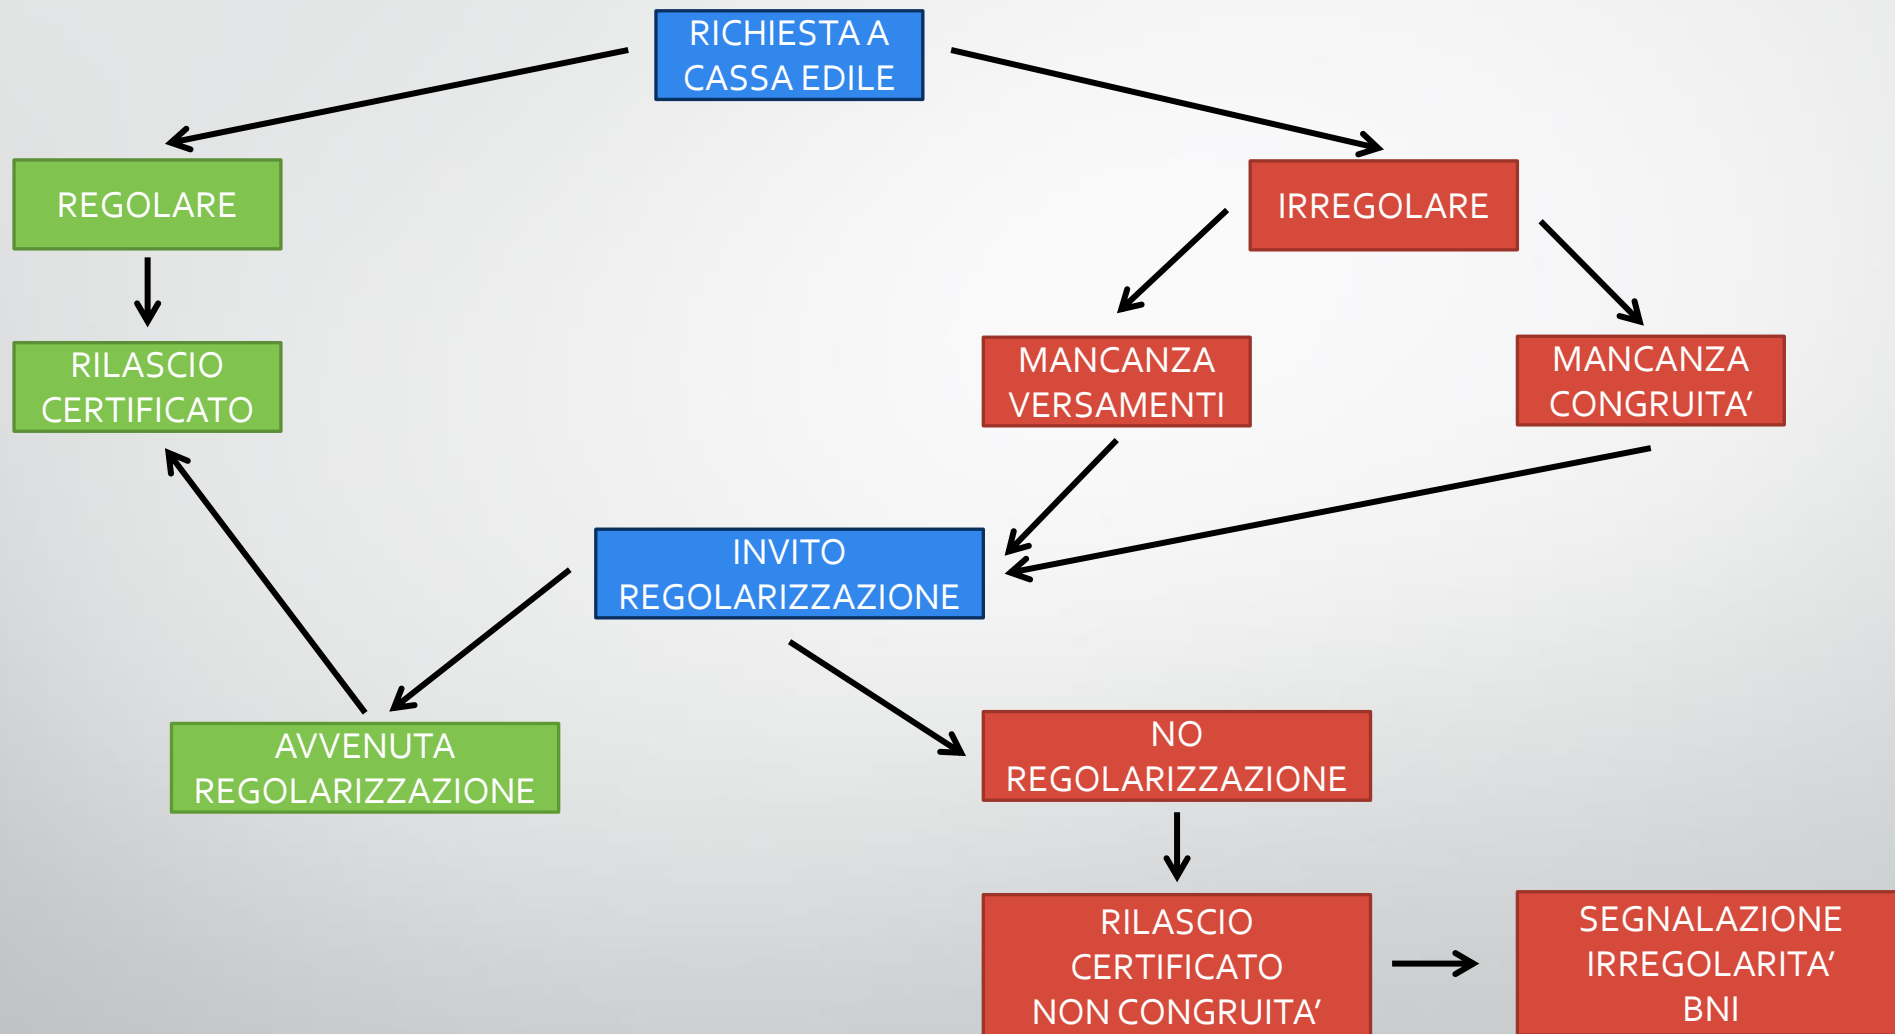 RICHIESTA A
CASSA EDILE
REGOLARE
IRREGOLARE
RILASCIO
CERTIFICATO
MANCANZA
VERSAMENTI
MANCANZA
CONGRUITA’
INVITO
REGOLARIZZAZIONE
AVVENUTA
REGOLARIZZAZIONE
NO
REGOLARIZZAZIONE
RILASCIO
CERTIFICATO
NON CONGRUITA’
SEGNALAZIONE
IRREGOLARITA’
BNI